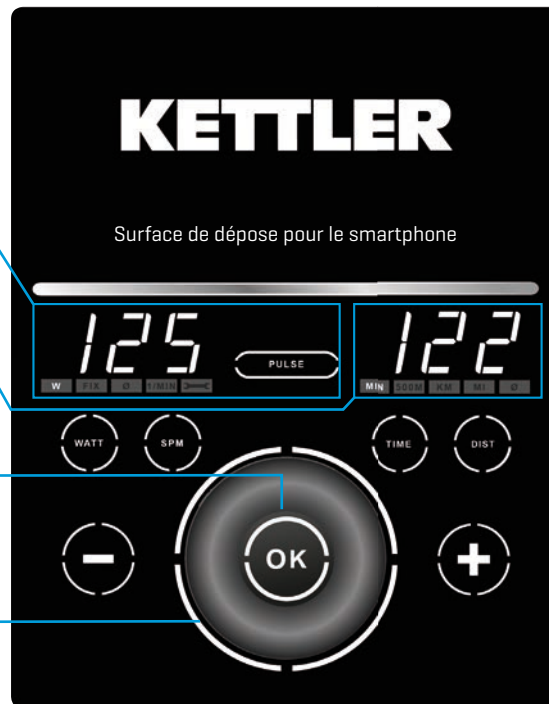 KETTLER
Surface de dépose pour le smartphone
125 PULSE 122
W FIX Ø 1/MIN MIN 500M KM MI Ø
WATT SPM TIME DIST
- OK +